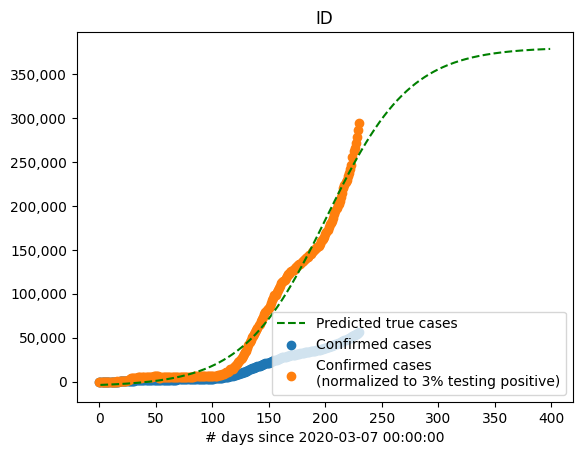 ID
350,000
300,000
250,000
200,000
150,000
100,000
50,000
0
Predicted true cases
Confirmed cases
Confirmed cases
(normalized to 3% testing positive)
0 50 100 150 200 250 300 350 400
# days since 2020-03-07 00:00:00